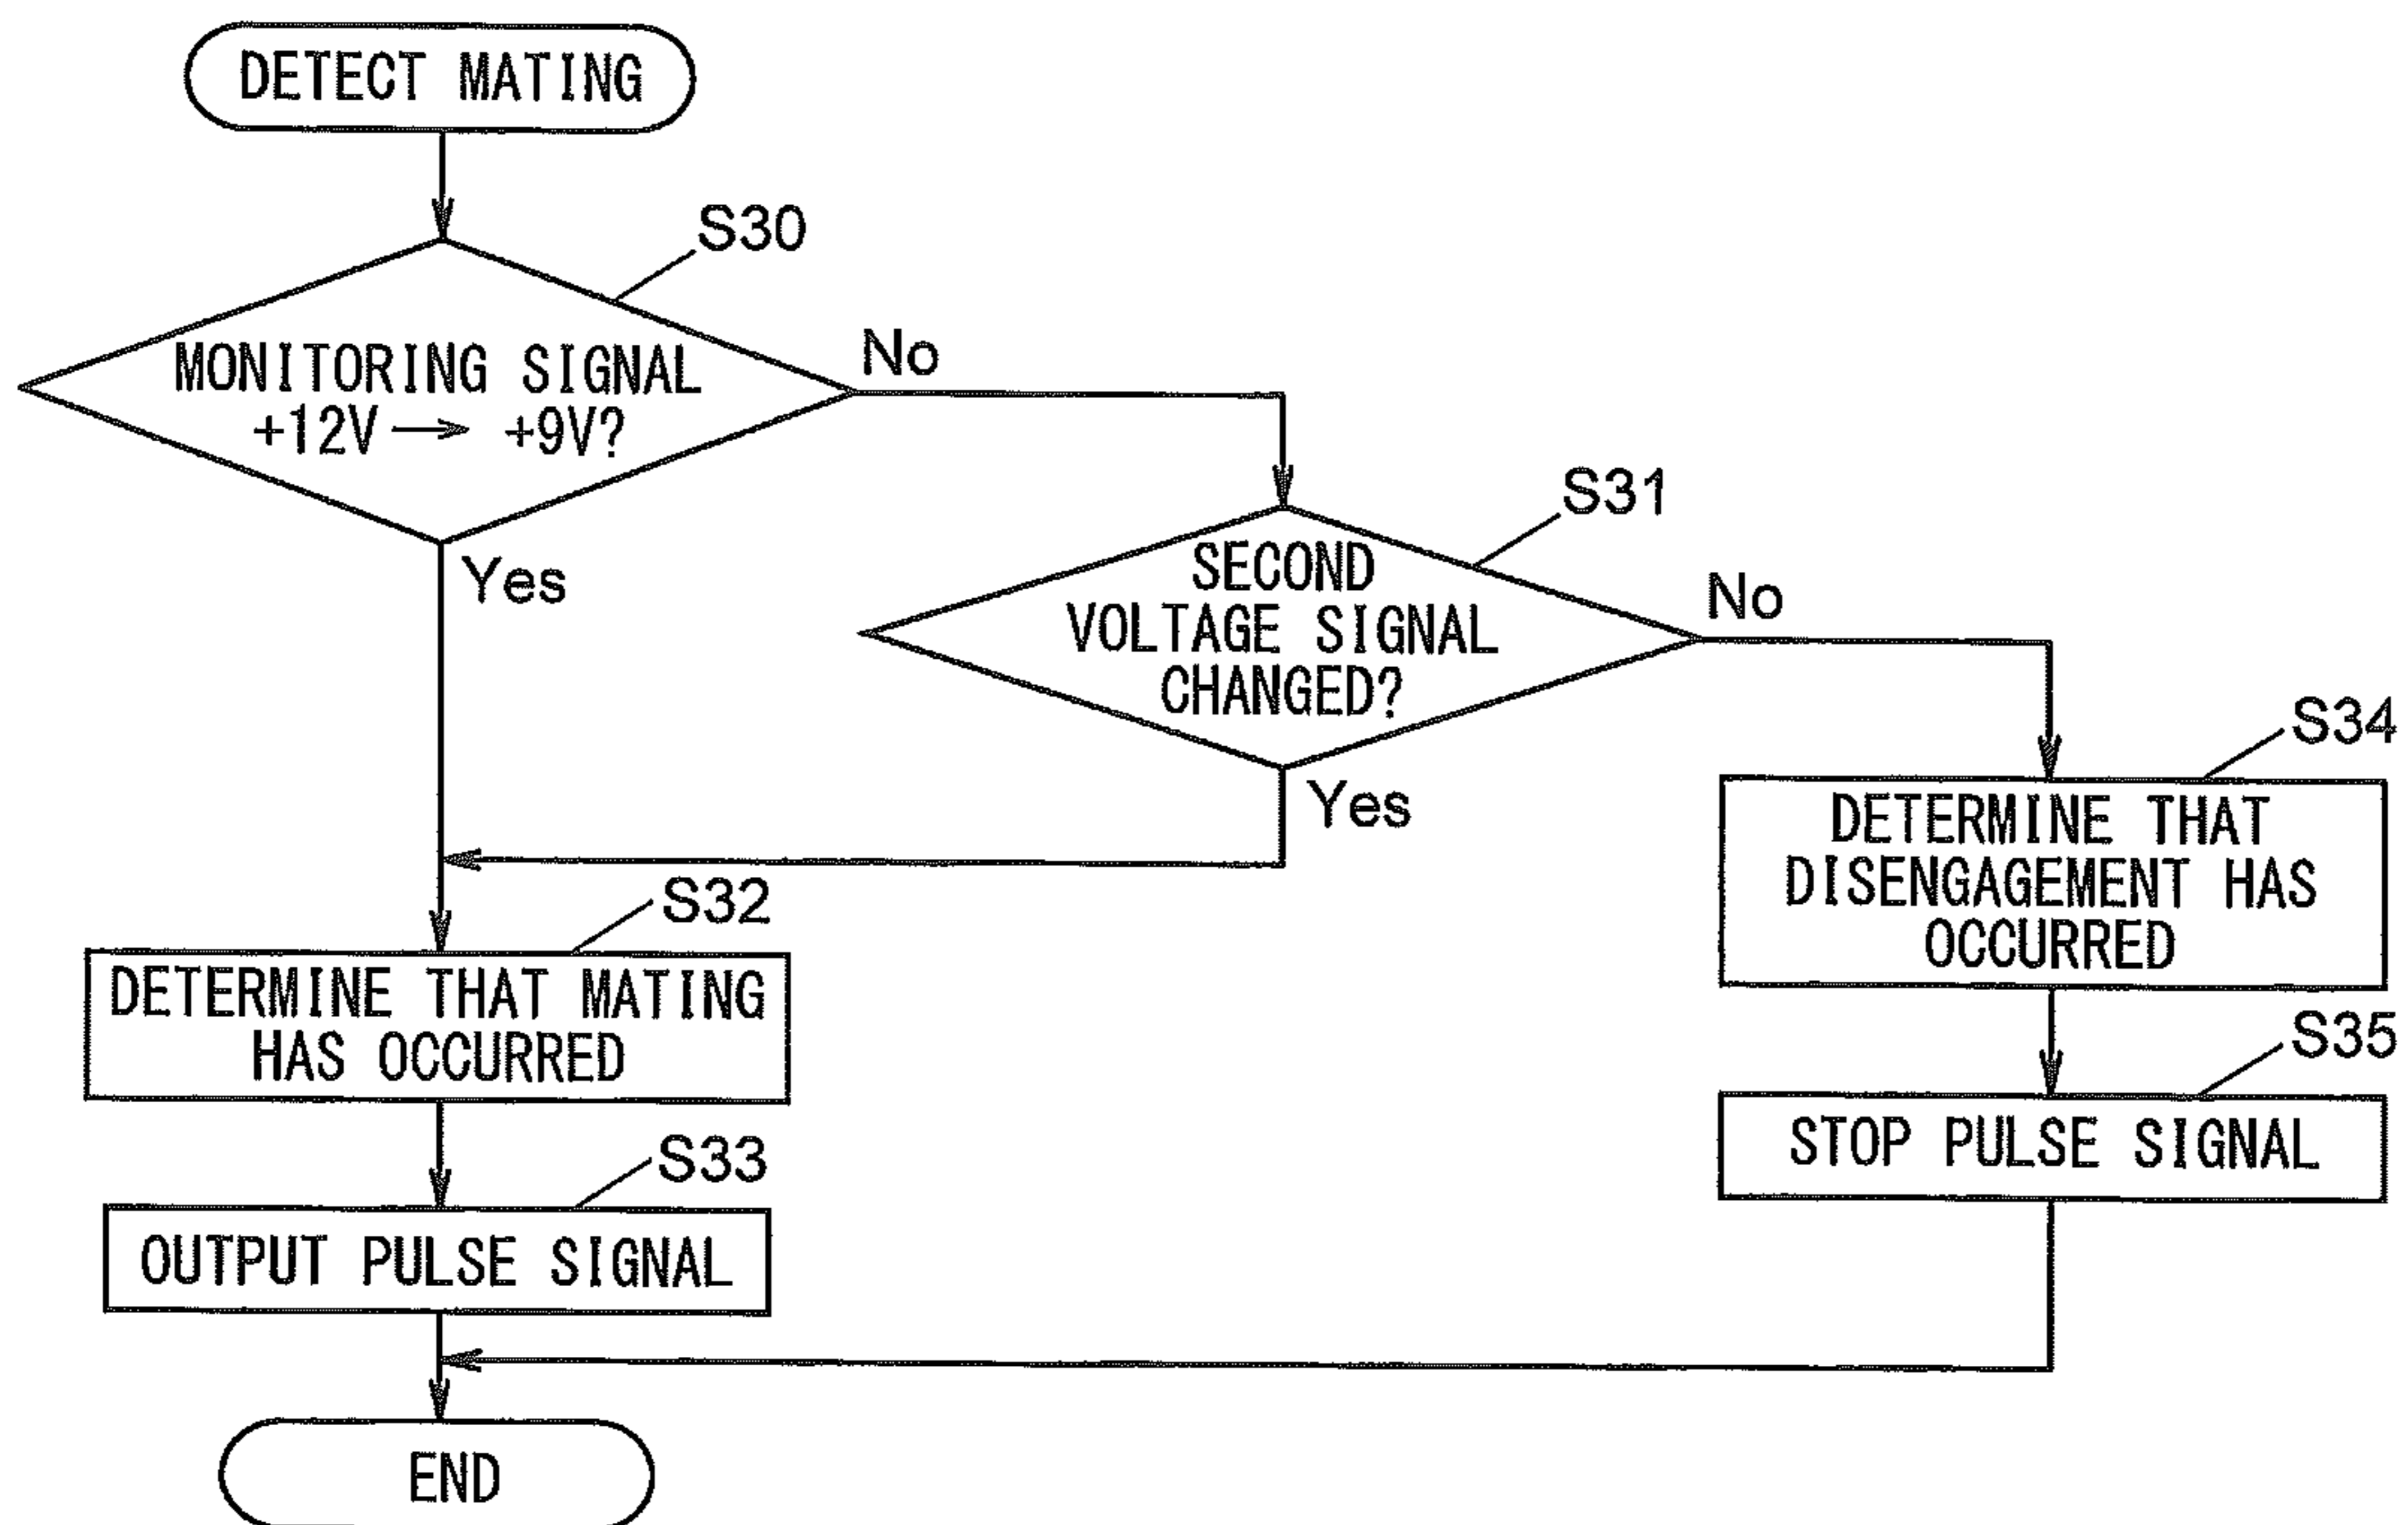 DETECT MATING
S30
MONITORING SIGNAL
+12V → +9V?
No
Yes
S31
SECOND
VOLTAGE SIGNAL
CHANGED?
No
Yes
S34
DETERMINE THAT
DISENGAGEMENT HAS
OCCURRED
S32
DETERMINE THAT MATING
HAS OCCURRED
S35
STOP PULSE SIGNAL
S33
OUTPUT PULSE SIGNAL
END